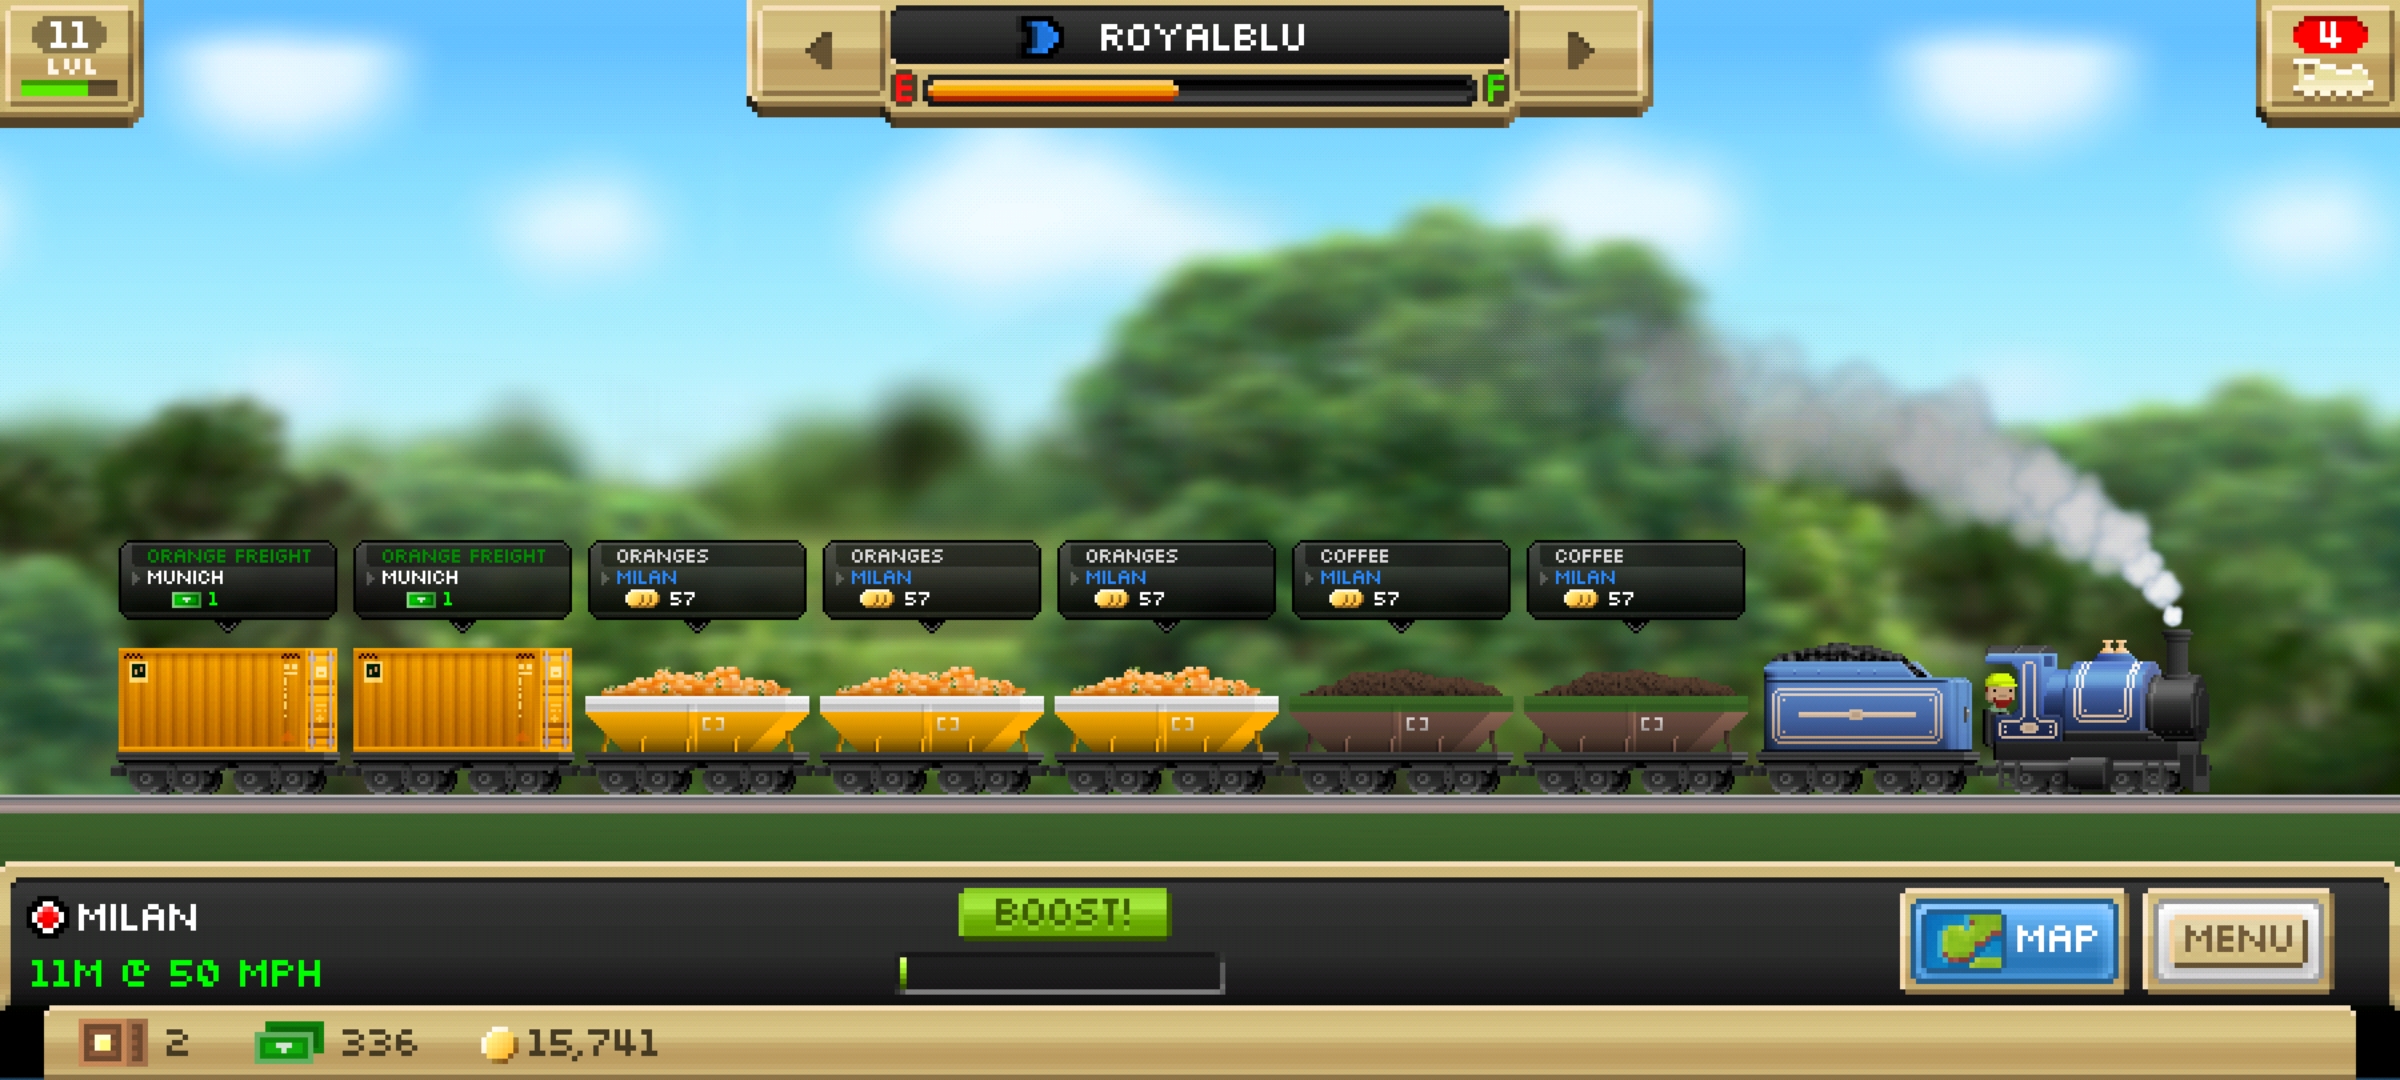 11
LVL
ROYALBLU
E F
4
ORANGE FREIGHT
MUNICH
1
ORANGE FREIGHT
MUNICH
1
ORANGES
MILAN
57
ORANGES
MILAN
57
ORANGES
MILAN
57
COFFEE
MILAN
57
COFFEE
MILAN
57
MILAN
11M @ 50 MPH
BOOST!
MAP
MENU
2
336
15,741